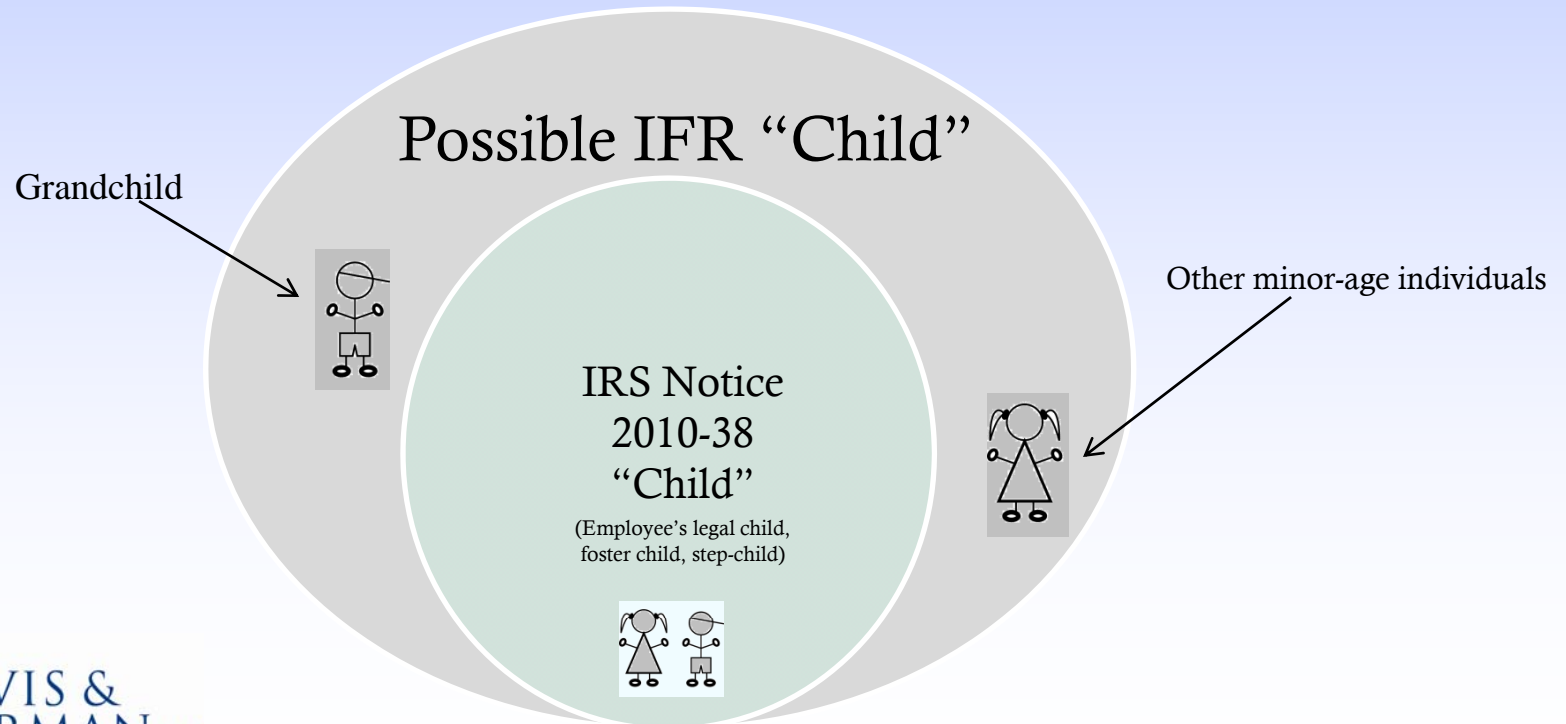 Possible IFR “Child”
Grandchild
Other minor-age individuals
IRS Notice
2010-38
“Child”
(Employee’s legal child,
foster child, step-child)